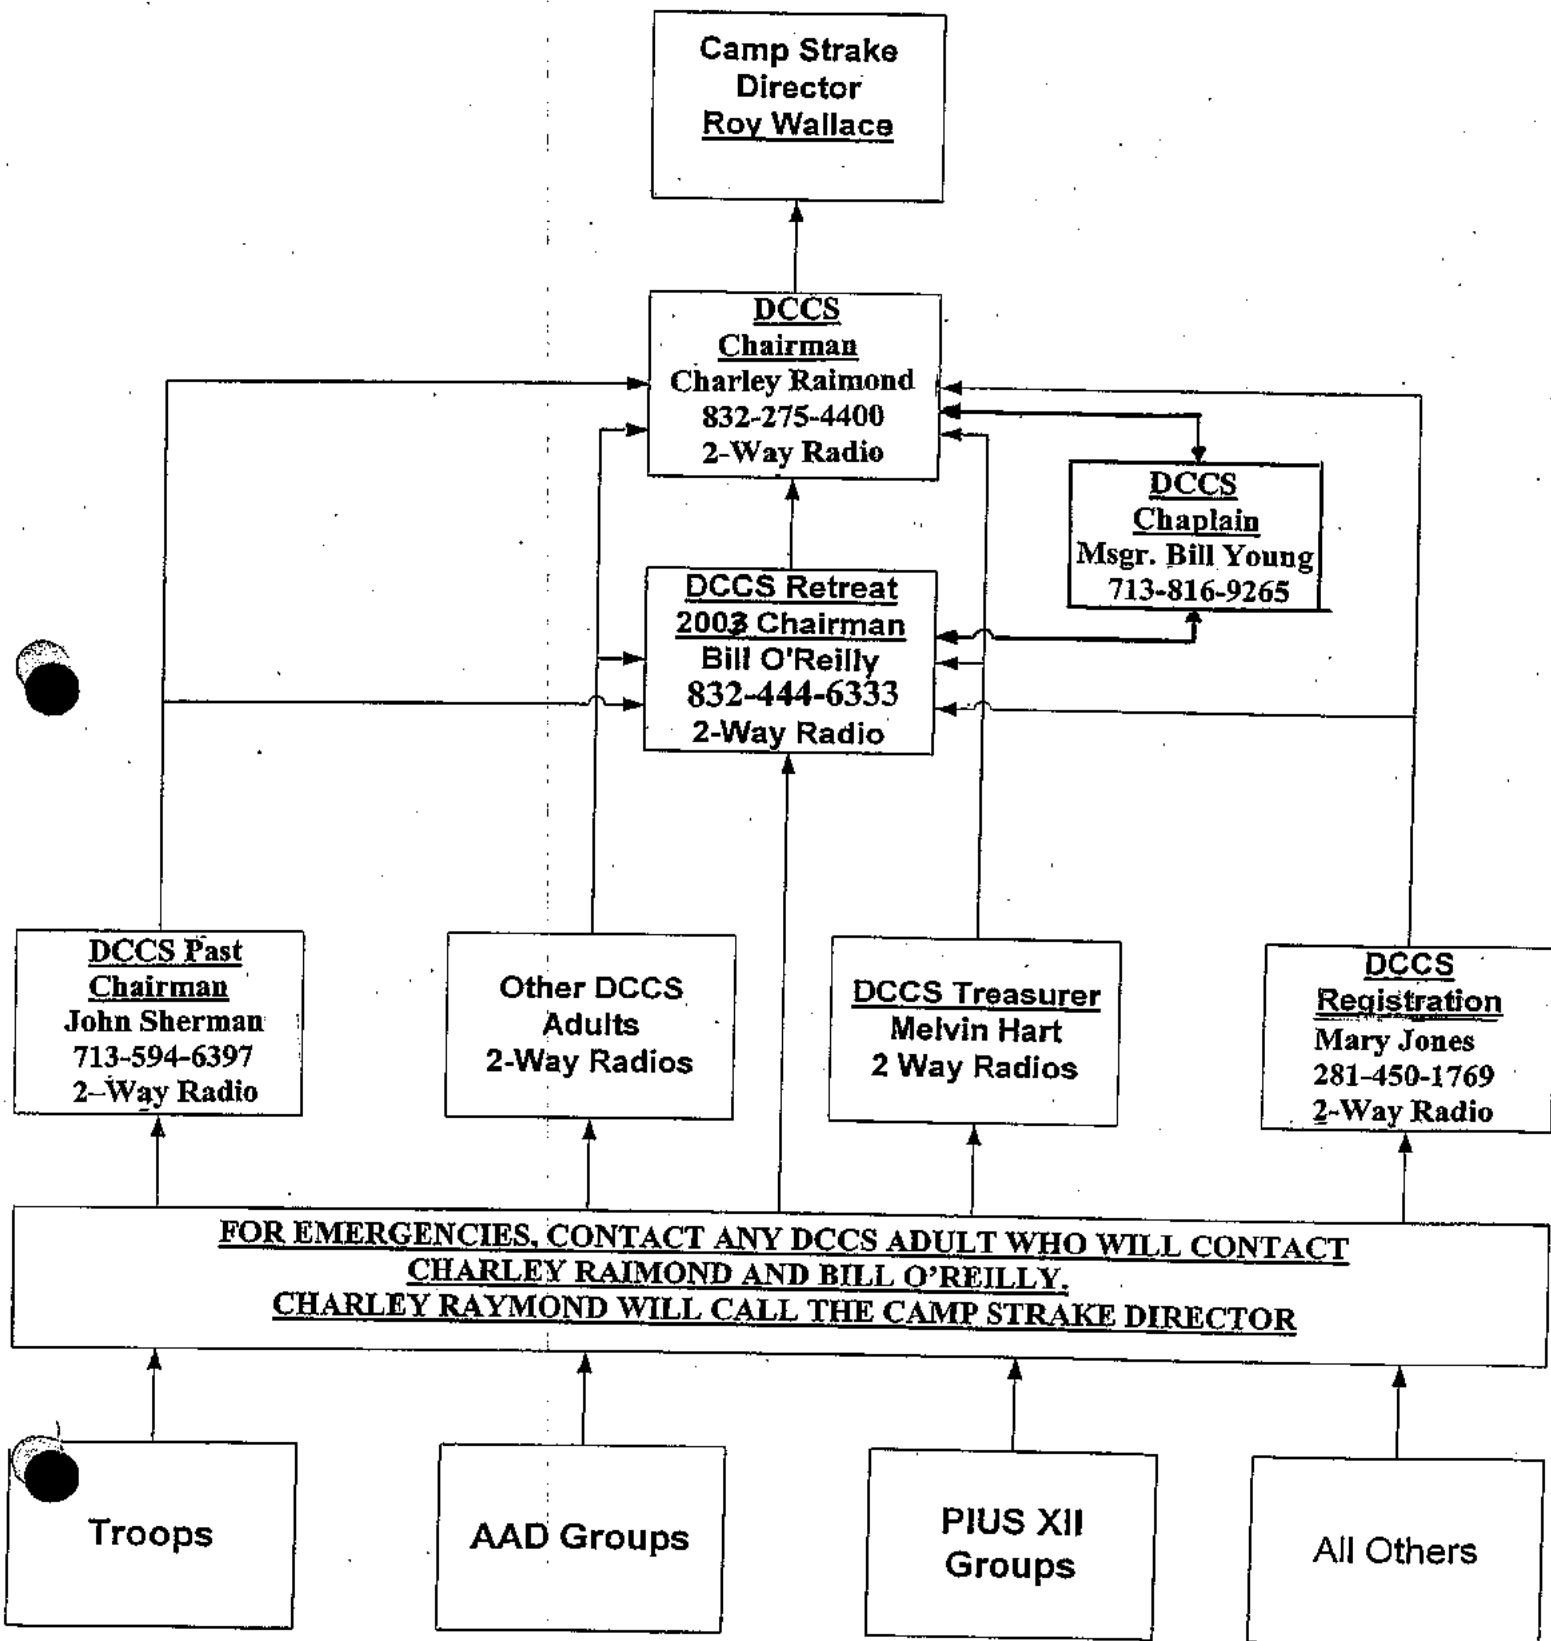 Camp Strake
Director
Roy Wallace
DCCS
Chairman
Charley Raimond
832-275-4400
2-Way Radio
DCCS
Chaplain
Msgr. Bill Young
713-816-9265
DCCS Retreat
2003 Chairman
Bill O'Reilly
832-444-6333
2-Way Radio
DCCS Past
Chairman
John Sherman
713-594-6397
2-Way Radio
Other DCCS
Adults
2-Way Radios
DCCS Treasurer
Melvin Hart
2 Way Radios
DCCS
Registration
Mary Jones
281-450-1769
2-Way Radio
FOR EMERGENCIES, CONTACT ANY DCCS ADULT WHO WILL CONTACT
CHARLEY RAIMOND AND BILL O'REILLY.
CHARLEY RAYMOND WILL CALL THE CAMP STRAKE DIRECTOR
Troops
AAD Groups
PIUS XII
Groups
All Others